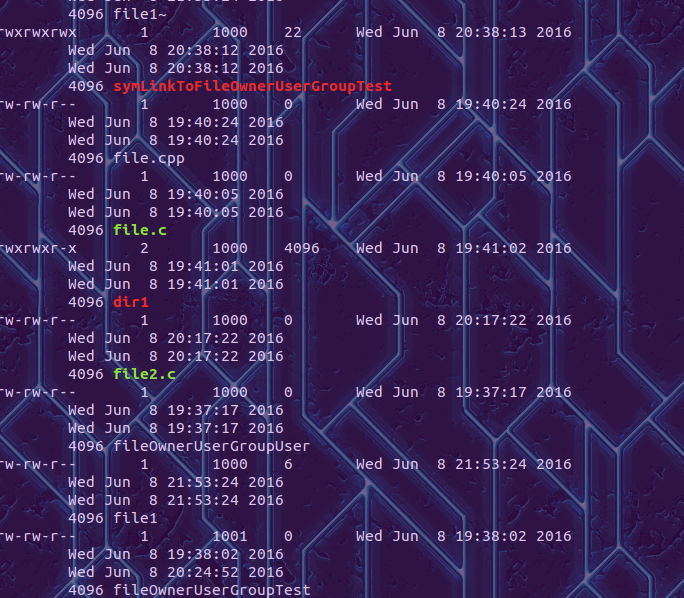 4096 file1~
rwxrwxrwx 1 1000 22 Wed Jun 8 20:38:13 2016
Wed Jun 8 20:38:12 2016
Wed Jun 8 20:38:12 2016
4096 symLinkToFileOwnerUserGroupTest
rw-rw-r-- 1 1000 0 Wed Jun 8 19:40:24 2016
Wed Jun 8 19:40:24 2016
Wed Jun 8 19:40:24 2016
4096 file.cpp
rw-rw-r-- 1 1000 0 Wed Jun 8 19:40:05 2016
Wed Jun 8 19:40:05 2016
Wed Jun 8 19:40:05 2016
4096 file.c
rwxrwxr-x 2 1000 4096 Wed Jun 8 19:41:02 2016
Wed Jun 8 19:41:01 2016
Wed Jun 8 19:41:01 2016
4096 dir1
rw-rw-r-- 1 1000 0 Wed Jun 8 20:17:22 2016
Wed Jun 8 20:17:22 2016
Wed Jun 8 20:17:22 2016
4096 file2.c
rw-rw-r-- 1 1000 0 Wed Jun 8 19:37:17 2016
Wed Jun 8 19:37:17 2016
Wed Jun 8 19:37:17 2016
4096 fileOwnerUserGroupUser
rw-rw-r-- 1 1000 6 Wed Jun 8 21:53:24 2016
Wed Jun 8 21:53:24 2016
Wed Jun 8 21:53:24 2016
4096 file1
rw-rw-r-- 1 1001 0 Wed Jun 8 19:38:02 2016
Wed Jun 8 19:38:02 2016
Wed Jun 8 20:24:52 2016
4096 fileOwnerUserGroupTest